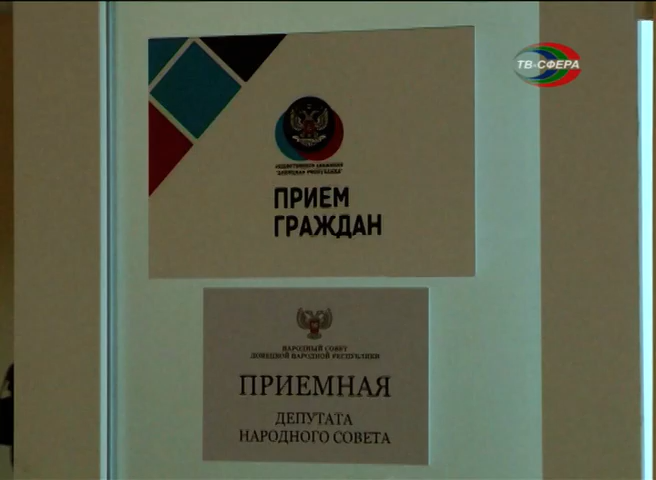 ТВ-СФЕРА
ОБЩЕСТВЕННОЕ ДВИЖЕНИЕ
"ДОНЕЦКАЯ РЕСПУБЛИКА"
ПРИЕМ
ГРАЖДАН
НАРОДНЫЙ СОВЕТ
ДОНЕЦКОЙ НАРОДНОЙ РЕСПУБЛИКИ
ПРИЕМНАЯ
ДЕПУТАТА
НАРОДНОГО СОВЕТА